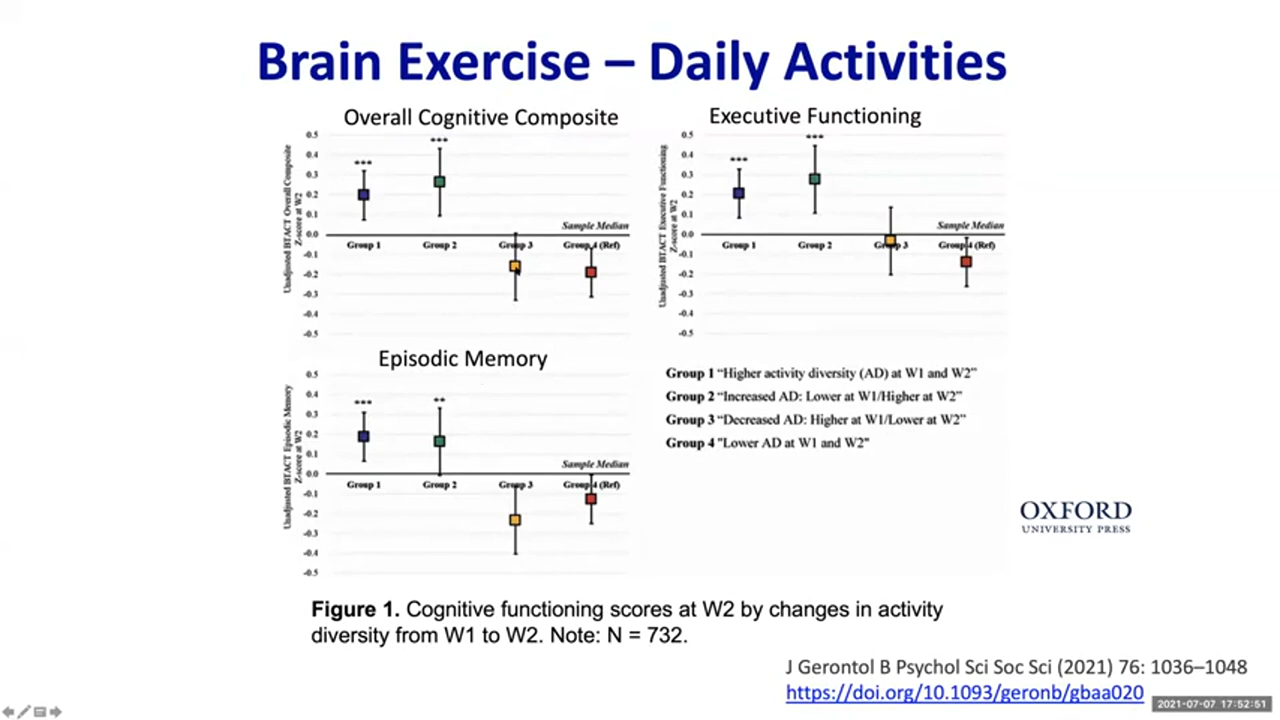 Brain Exercise – Daily Activities
Overall Cognitive Composite
Unadjusted BTACT Overall Composite
Z-score at W2
0.5
0.4
0.3
0.2
0.1
0.0
-0.1
-0.2
-0.3
-0.4
-0.5
***
***
Sample Median
Group 1
Group 2
Group 3
Group 4 (Ref)
Executive Functioning
Unadjusted BTACT Executive Functioning
Z-score at W2
0.5
0.4
0.3
0.2
0.1
0.0
-0.1
-0.2
-0.3
-0.4
-0.5
***
***
Sample Median
Group 1
Group 2
Group 3
Group 4 (Ref)
Episodic Memory
Unadjusted BTACT Episodic Memory
Z-score at W2
0.5
0.4
0.3
0.2
0.1
0.0
-0.1
-0.2
-0.3
-0.4
-0.5
***
**
Sample Median
Group 1
Group 2
Group 3
Group 4 (Ref)
Group 1 “Higher activity diversity (AD) at W1 and W2”
Group 2 “Increased AD: Lower at W1/Higher at W2”
Group 3 “Decreased AD: Higher at W1/Lower at W2”
Group 4 "Lower AD at W1 and W2"
OXFORD
UNIVERSITY PRESS
Figure 1. Cognitive functioning scores at W2 by changes in activity
diversity from W1 to W2. Note: N = 732.
J Gerontol B Psychol Sci Soc Sci (2021) 76: 1036–1048
https://doi.org/10.1093/geronb/gbaa020
2021-07-07 17:52:51